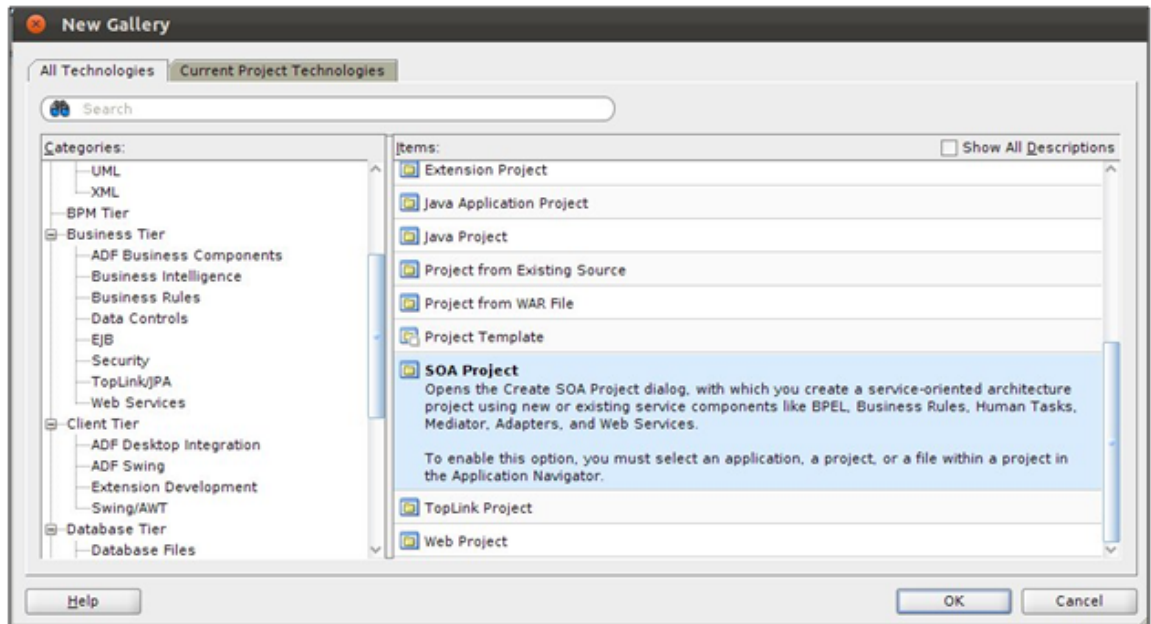 New Gallery
All Technologies
Current Project Technologies
Search
Categories:
UML
XML
BPM Tier
Business Tier
ADF Business Components
Business Intelligence
Business Rules
Data Controls
EJB
Security
TopLink/JPA
Web Services
Client Tier
ADF Desktop Integration
ADF Swing
Extension Development
Swing/AWT
Database Tier
Database Files
Items:
Show All Descriptions
Extension Project
Java Application Project
Java Project
Project from Existing Source
Project from WAR File
Project Template
SOA Project
Opens the Create SOA Project dialog, with which you create a service-oriented architecture
project using new or existing service components like BPEL, Business Rules, Human Tasks,
Mediator, Adapters, and Web Services.
To enable this option, you must select an application, a project, or a file within a project in
the Application Navigator.
TopLink Project
Web Project
Help
OK
Cancel